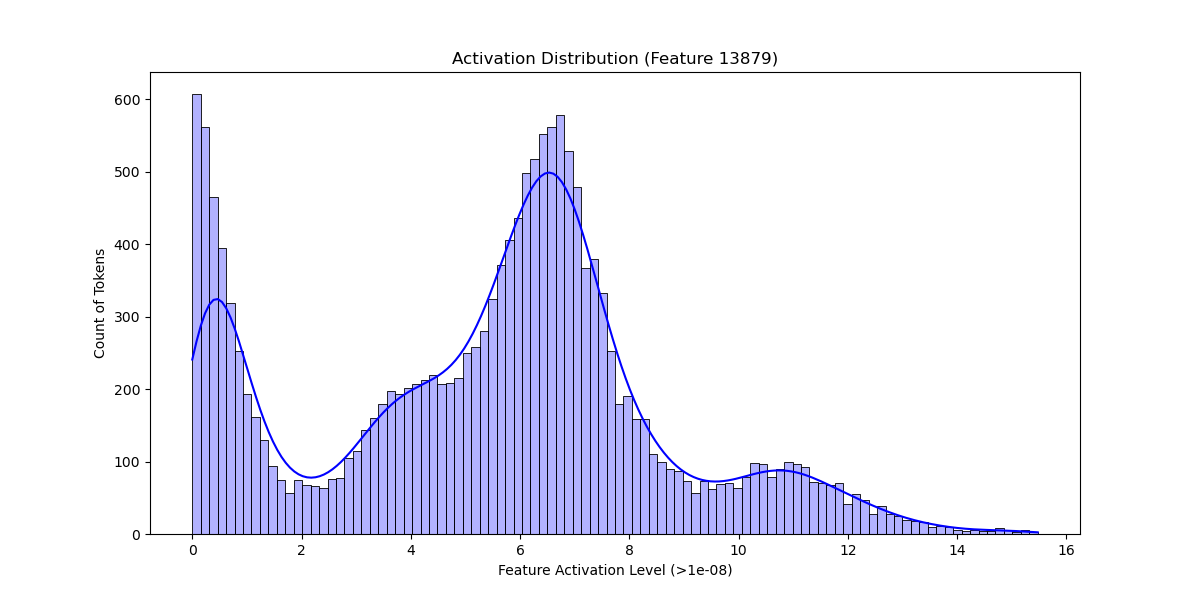 Activation Distribution (Feature 13879)
600
500
400
300
200
100
0
Count of Tokens
0 2 4 6 8 10 12 14 16
Feature Activation Level (>1e-08)